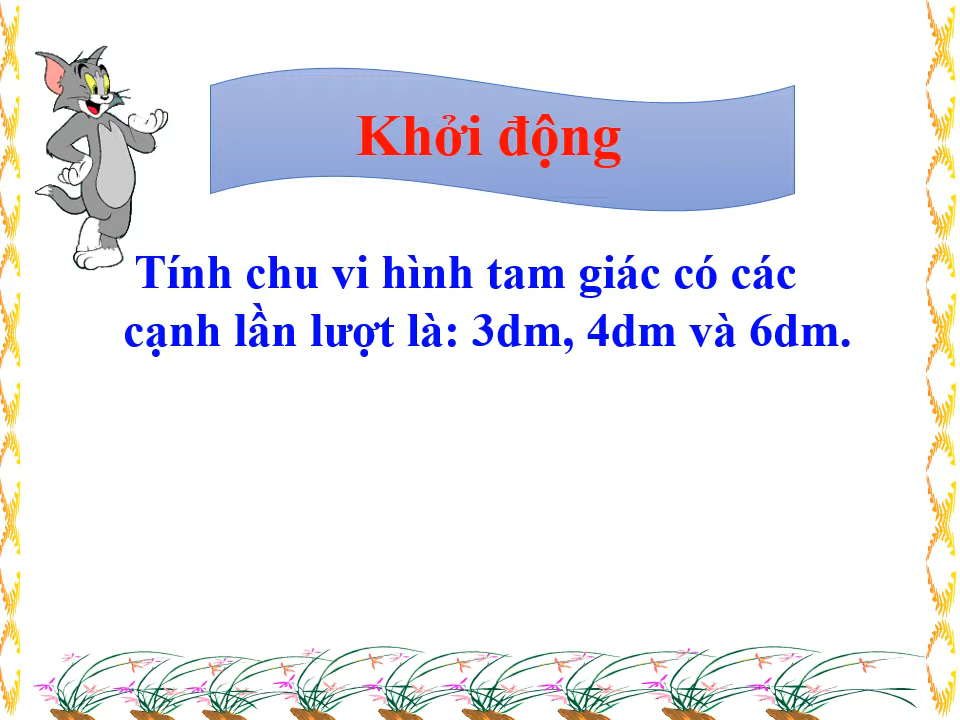 Khởi động
Tính chu vi hình tam giác có các
cạnh lần lượt là: 3dm, 4dm và 6dm.